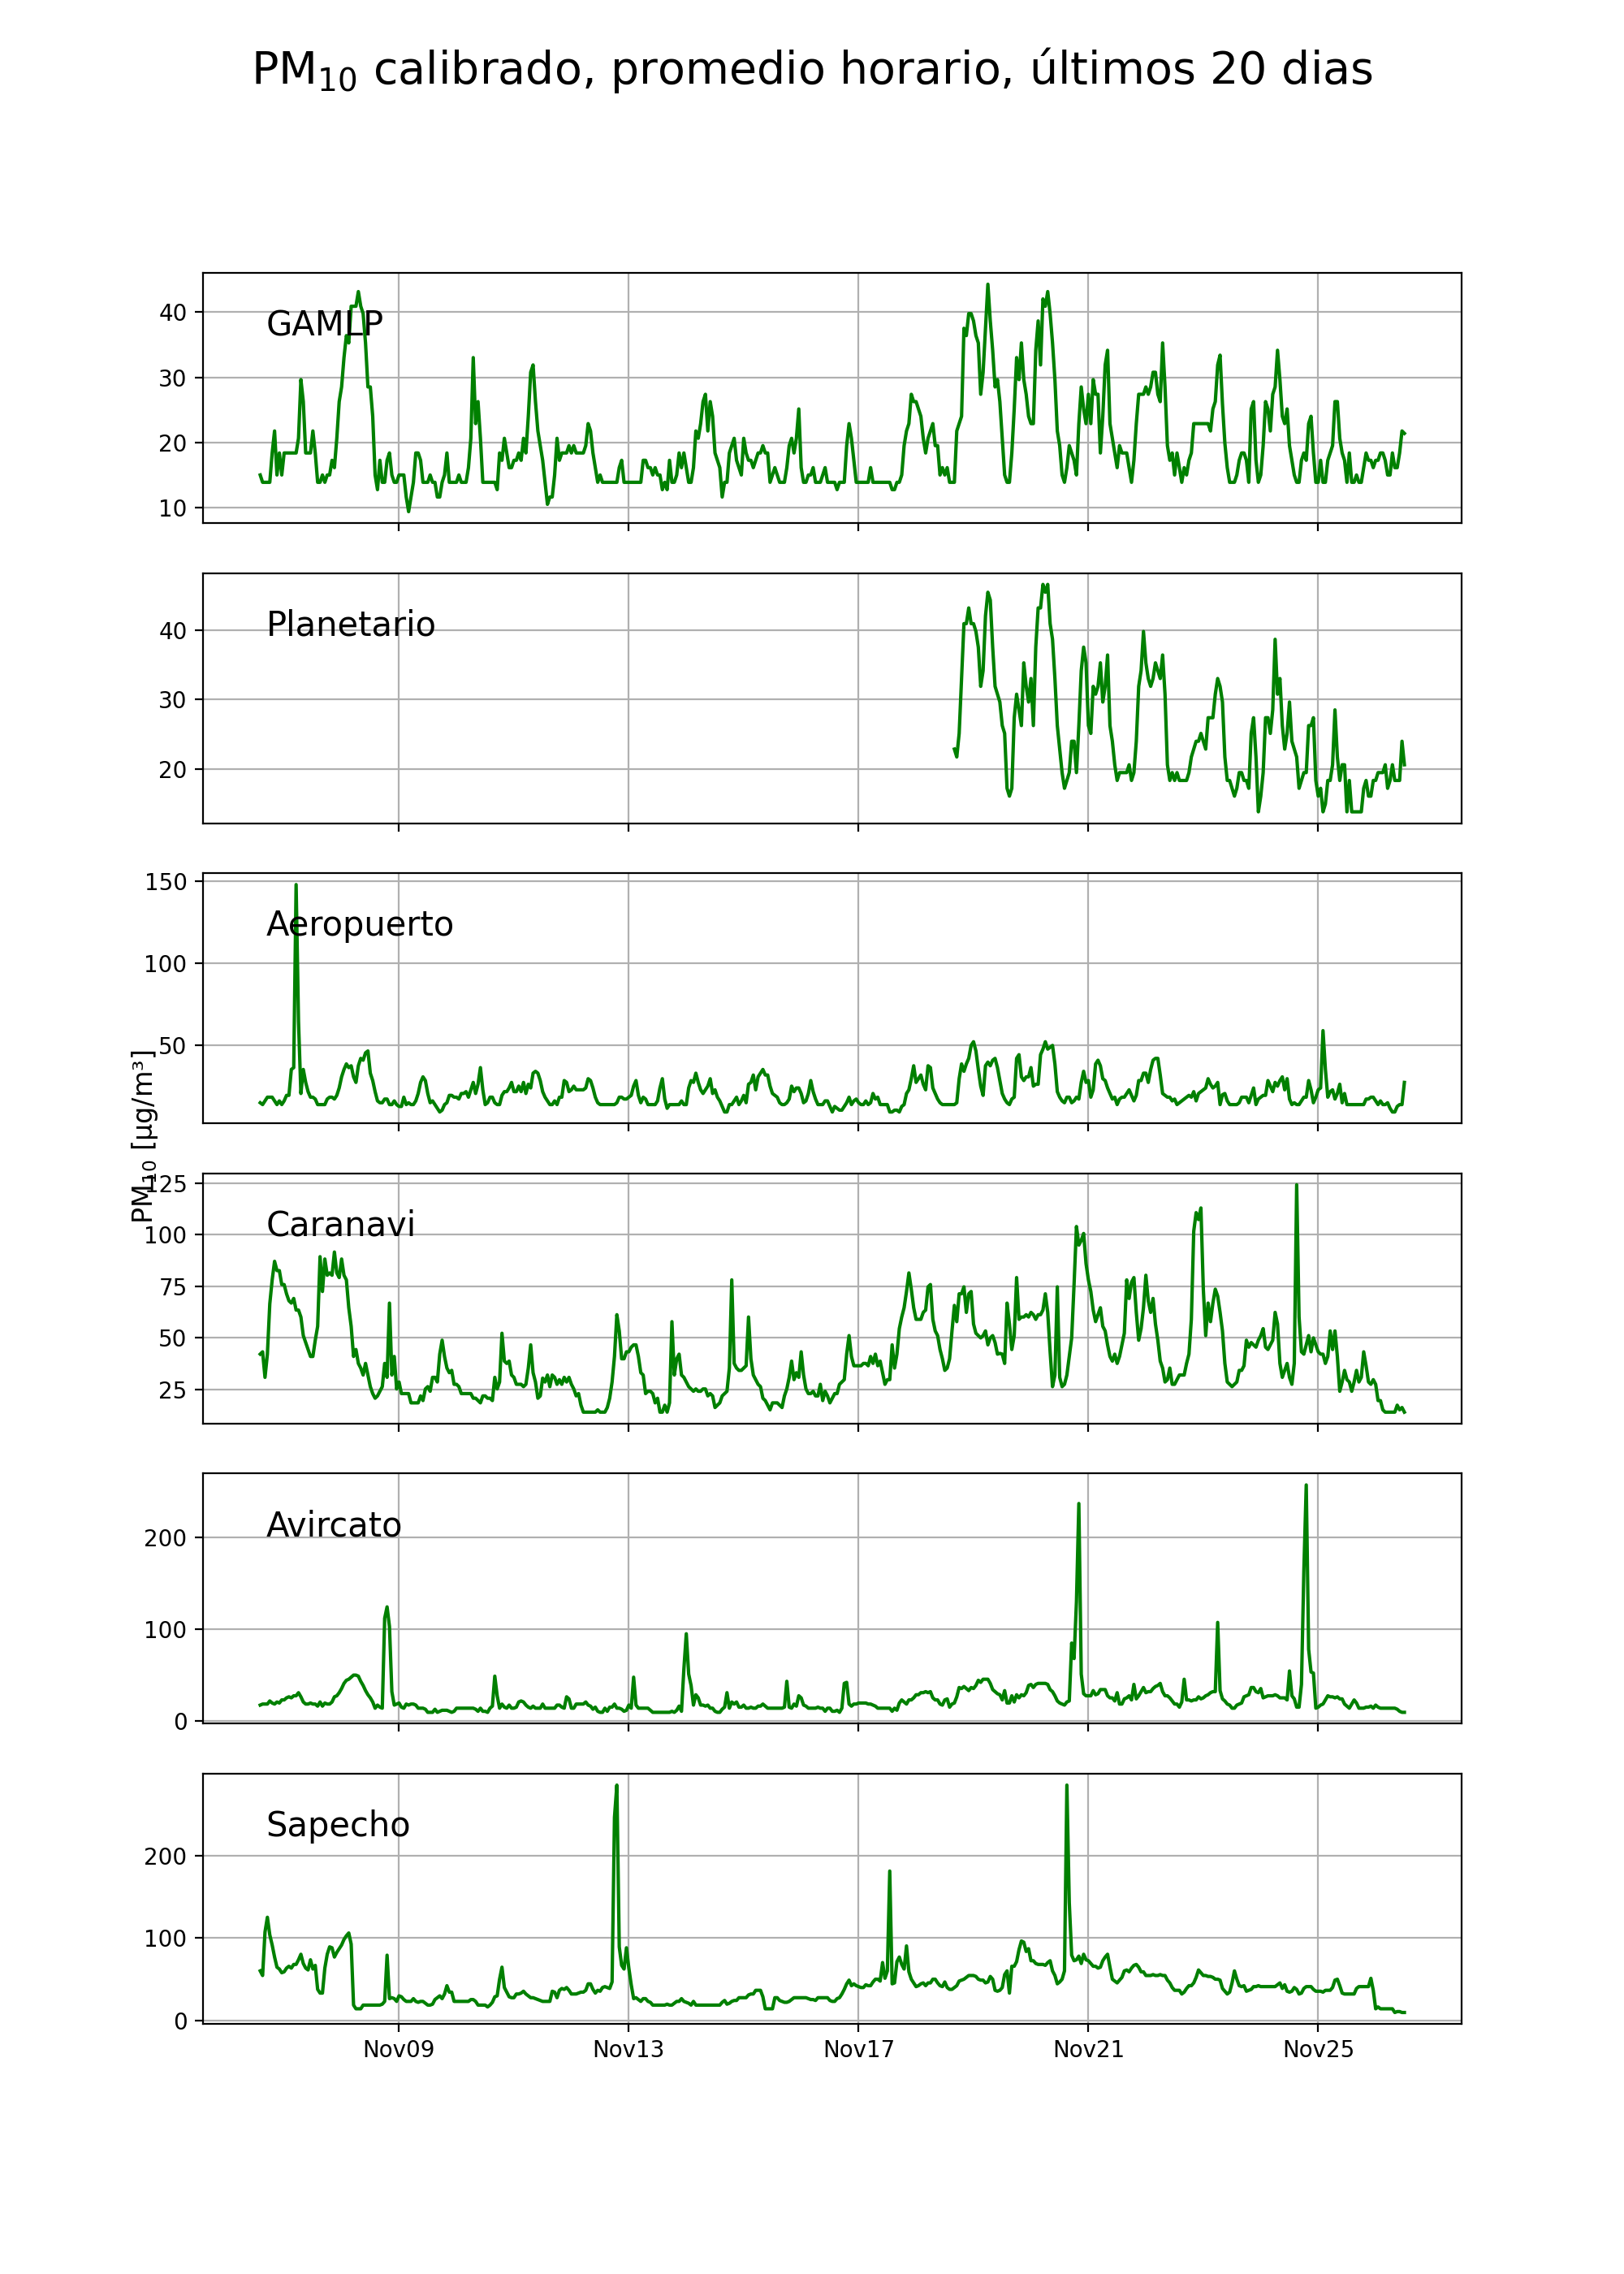 PM₁₀ calibrado, promedio horario, últimos 20 dias
GAMLP
40
30
20
10
Planetario
40
30
20
Aeropuerto
150
100
50
PM₁₀ [µg/m³]
Caranavi
125
100
75
50
25
Avircato
200
100
0
Sapecho
200
100
0
Nov09 Nov13 Nov17 Nov21 Nov25